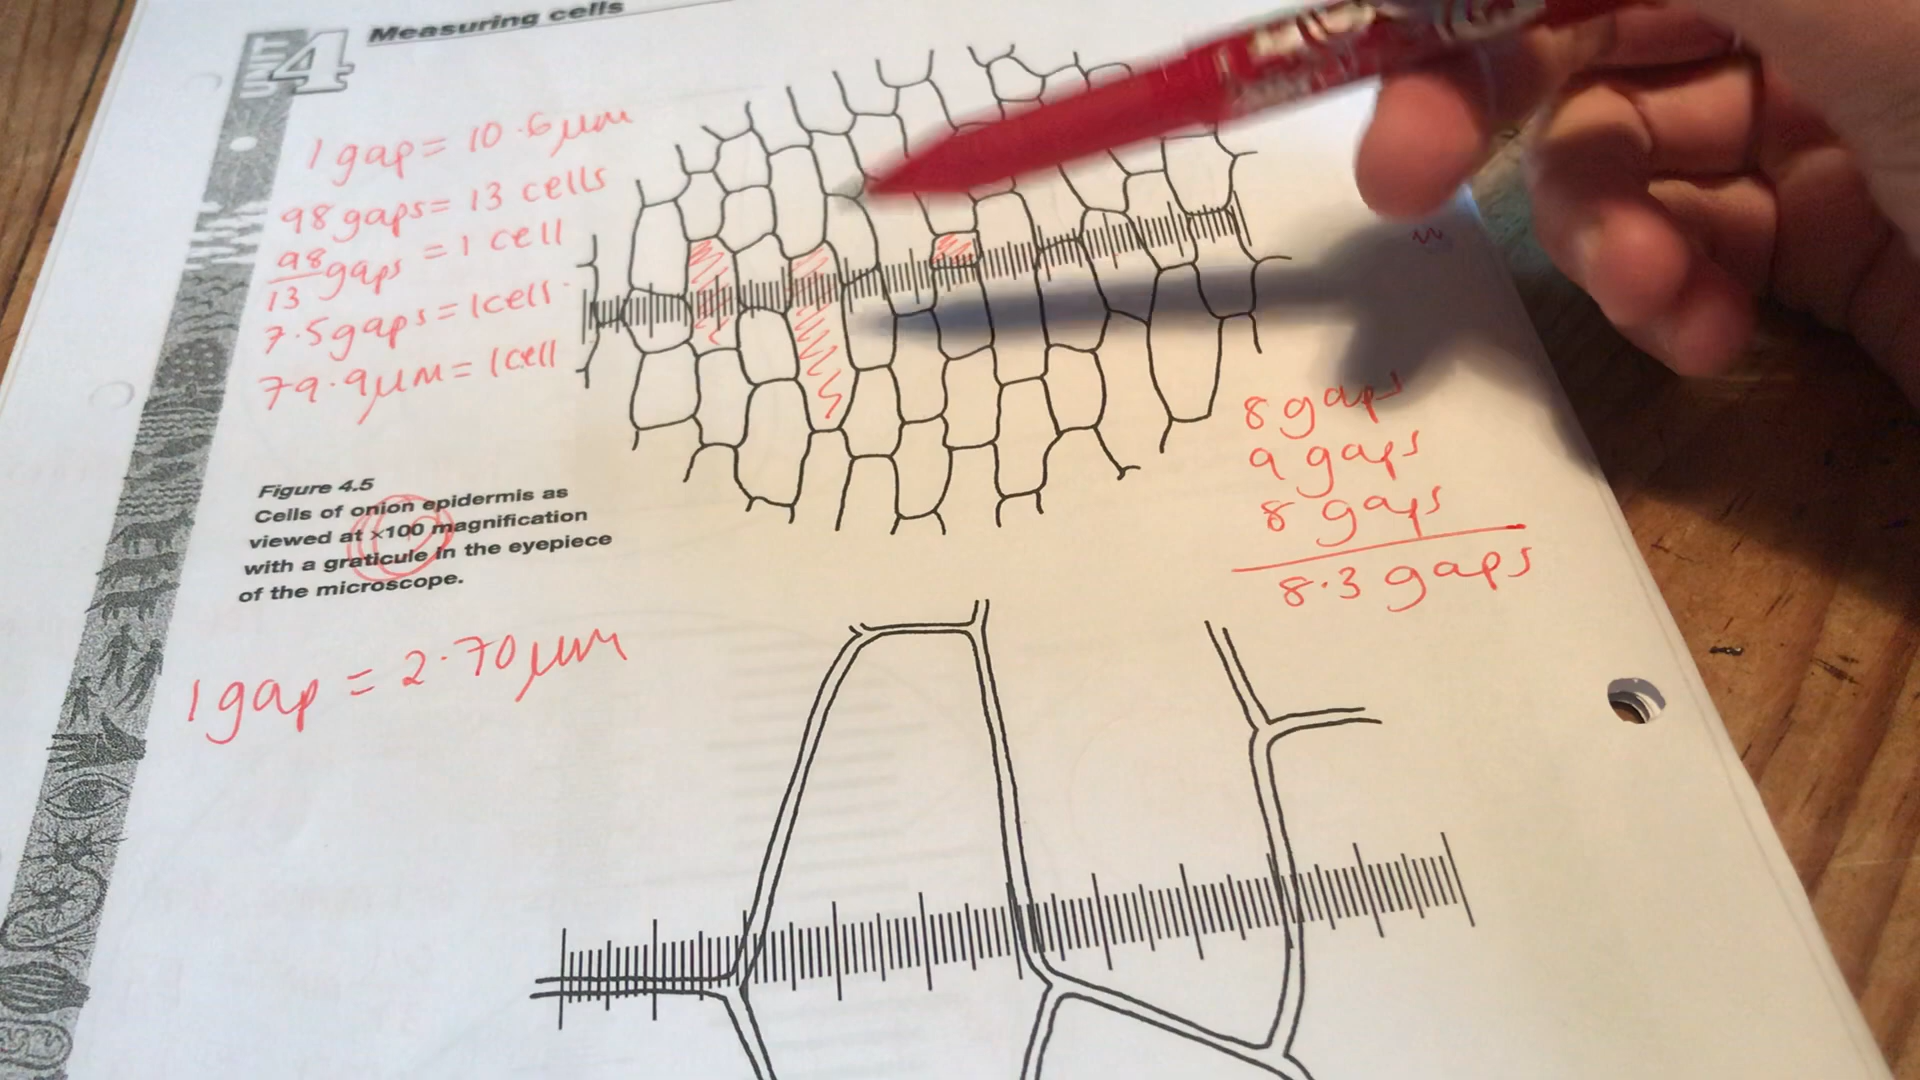 UNIT 4
Measuring cells
1 gap = 10.6 μm
98 gaps = 13 cells
98/13 gaps = 1 cell
7.5 gaps = 1 cell
79.9 μm = 1 cell
Figure 4.5
Cells of onion epidermis as
viewed at ×100 magnification
with a graticule in the eyepiece
of the microscope.
8 gaps
9 gaps
8 gaps
8.3 gaps
1 gap = 2.70 μm